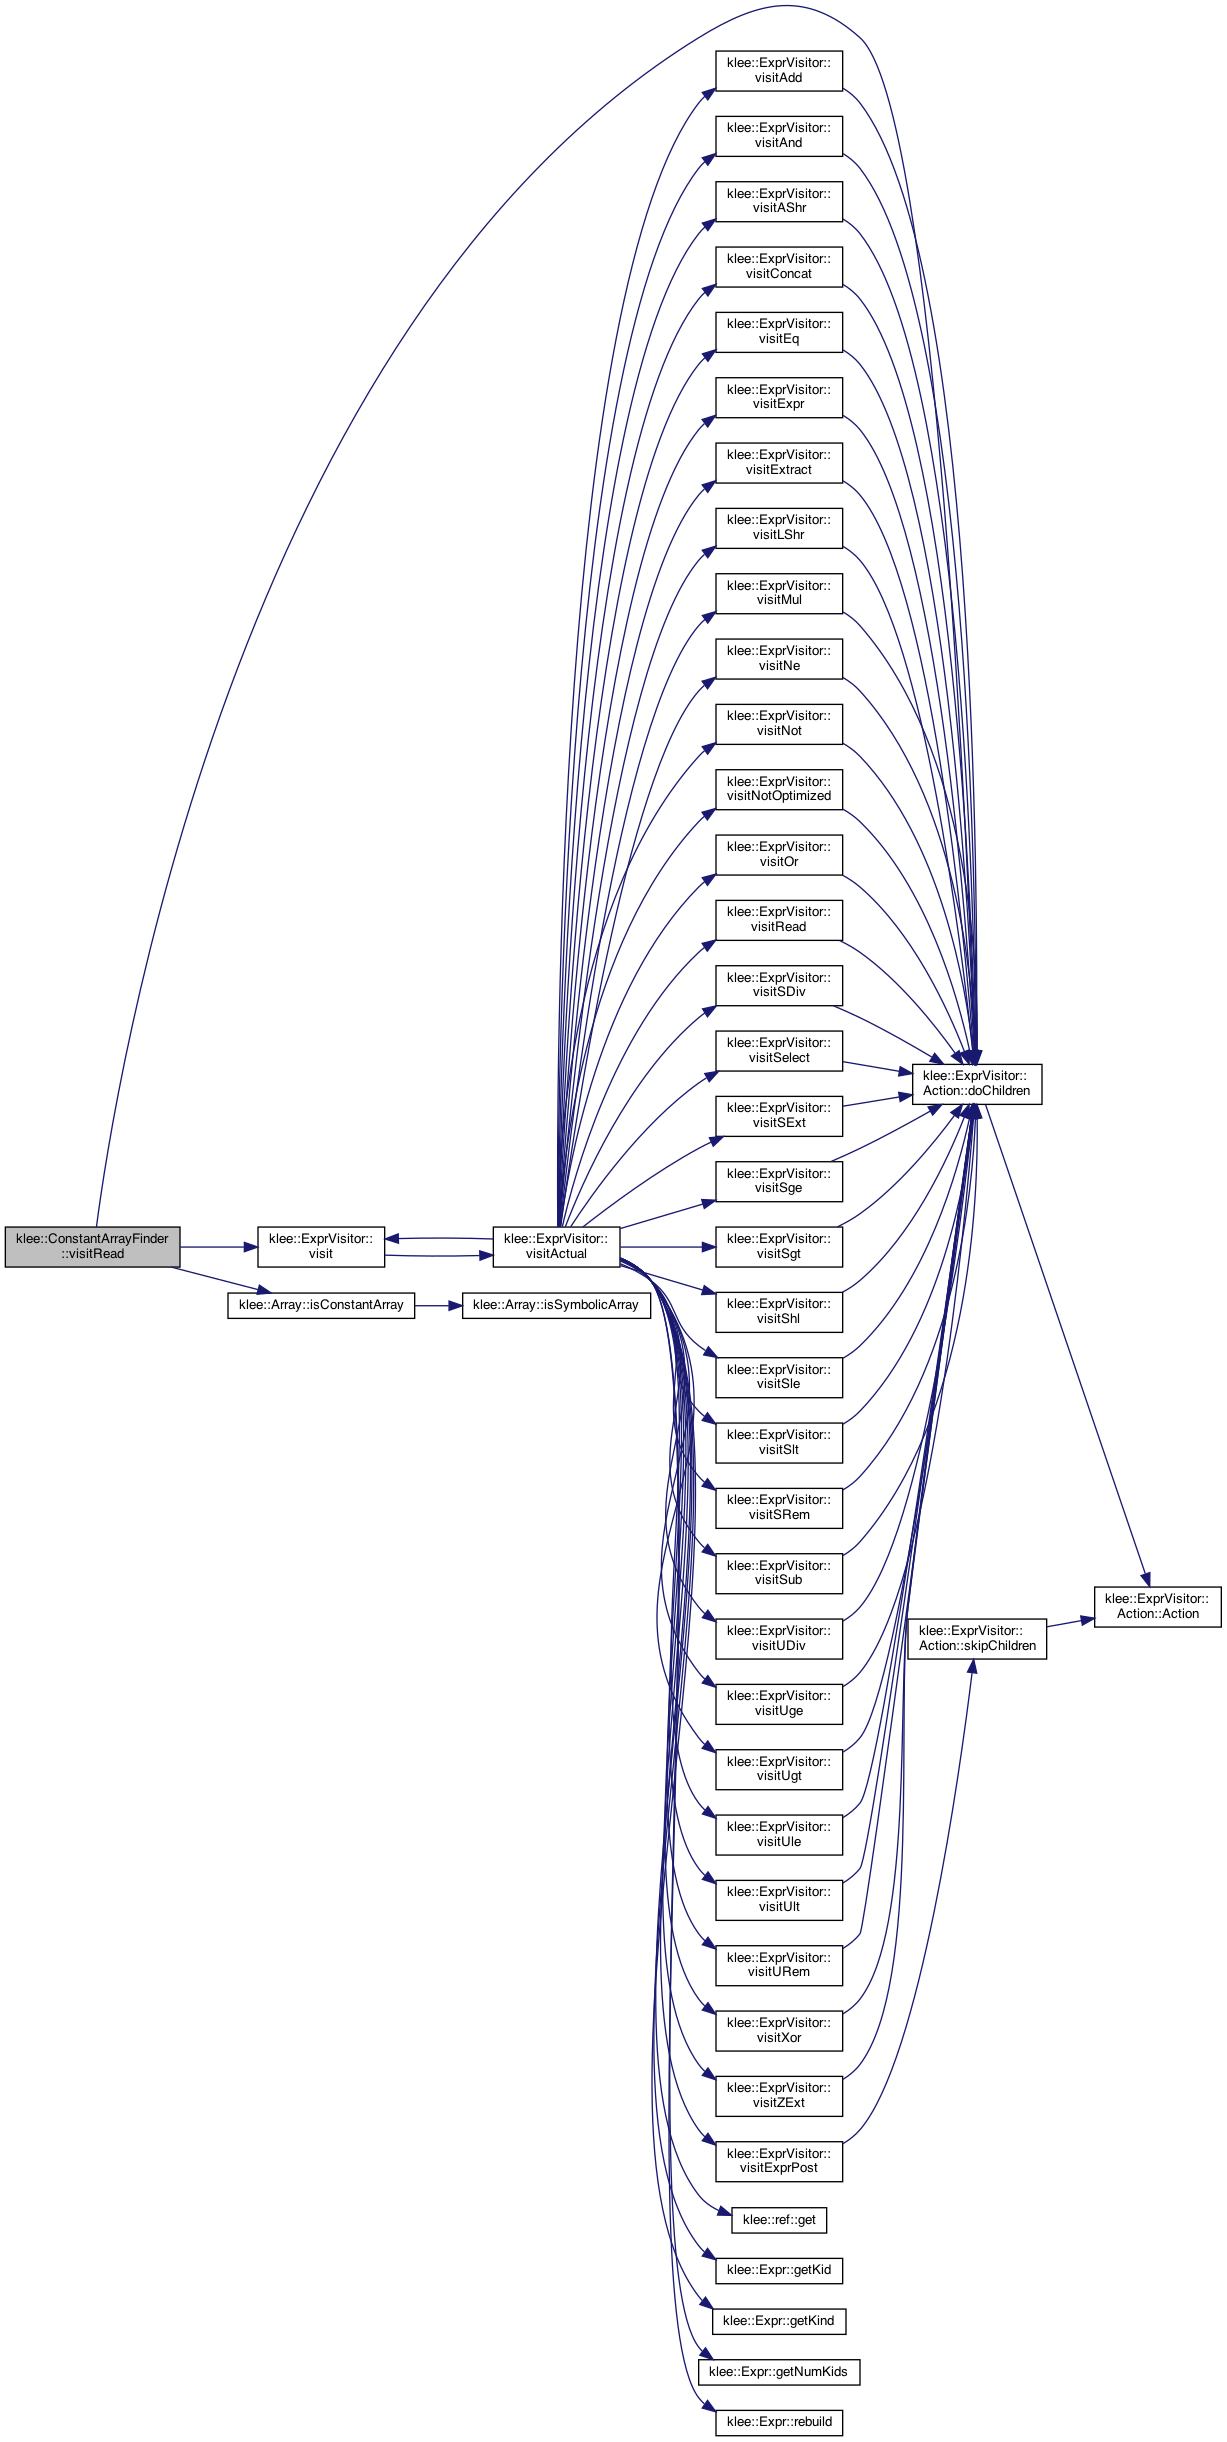 klee::ExprVisitor::
visitAdd
klee::ExprVisitor::
visitAnd
klee::ExprVisitor::
visitAShr
klee::ExprVisitor::
visitConcat
klee::ExprVisitor::
visitEq
klee::ExprVisitor::
visitExpr
klee::ExprVisitor::
visitExtract
klee::ExprVisitor::
visitLShr
klee::ExprVisitor::
visitMul
klee::ExprVisitor::
visitNe
klee::ExprVisitor::
visitNot
klee::ExprVisitor::
visitNotOptimized
klee::ExprVisitor::
visitOr
klee::ExprVisitor::
visitRead
klee::ExprVisitor::
visitSDiv
klee::ExprVisitor::
visitSelect
klee::ExprVisitor::
Action::doChildren
klee::ExprVisitor::
visitSExt
klee::ExprVisitor::
visitSge
klee::ConstantArrayFinder
::visitRead
klee::ExprVisitor::
visit
klee::ExprVisitor::
visitActual
klee::ExprVisitor::
visitSgt
klee::Array::isConstantArray
klee::Array::isSymbolicArray
klee::ExprVisitor::
visitShl
klee::ExprVisitor::
visitSle
klee::ExprVisitor::
visitSlt
klee::ExprVisitor::
visitSRem
klee::ExprVisitor::
visitSub
klee::ExprVisitor::
Action::Action
klee::ExprVisitor::
visitUDiv
klee::ExprVisitor::
Action::skipChildren
klee::ExprVisitor::
visitUge
klee::ExprVisitor::
visitUgt
klee::ExprVisitor::
visitUle
klee::ExprVisitor::
visitUlt
klee::ExprVisitor::
visitURem
klee::ExprVisitor::
visitXor
klee::ExprVisitor::
visitZExt
klee::ExprVisitor::
visitExprPost
klee::ref::get
klee::Expr::getKid
klee::Expr::getKind
klee::Expr::getNumKids
klee::Expr::rebuild